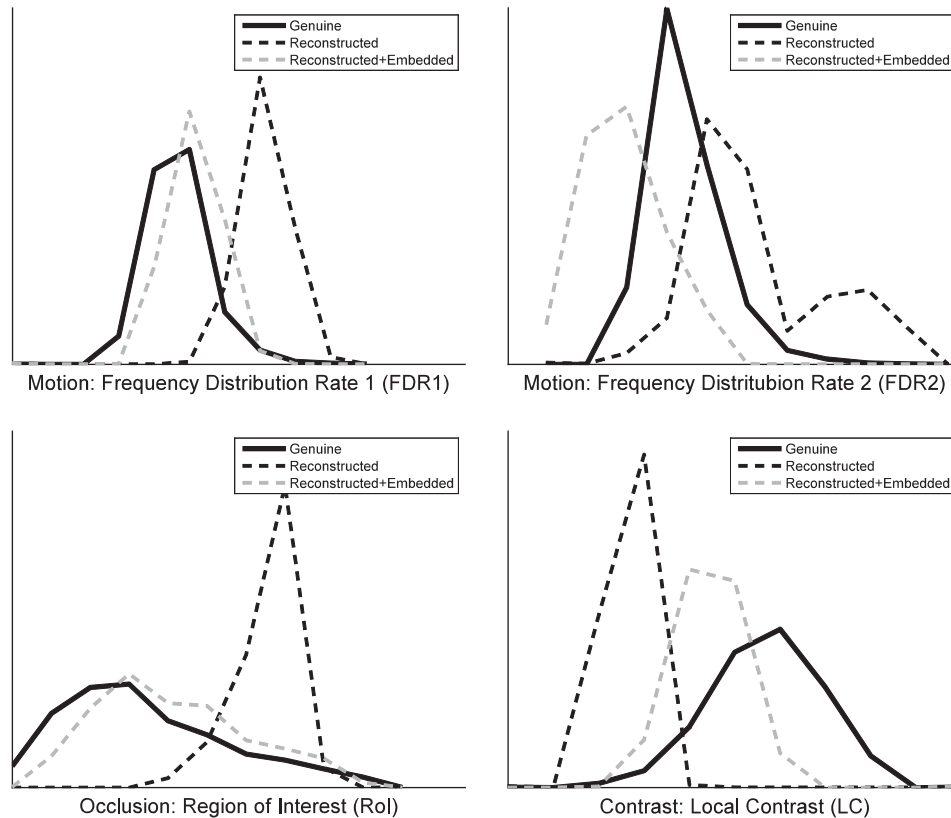 Genuine
Reconstructed
Reconstructed+Embedded
Motion: Frequency Distribution Rate 1 (FDR1)
Genuine
Reconstructed
Reconstructed+Embedded
Motion: Frequency Distritubion Rate 2 (FDR2)
Genuine
Reconstructed
Reconstructed+Embedded
Occlusion: Region of Interest (RoI)
Genuine
Reconstructed
Reconstructed+Embedded
Contrast: Local Contrast (LC)